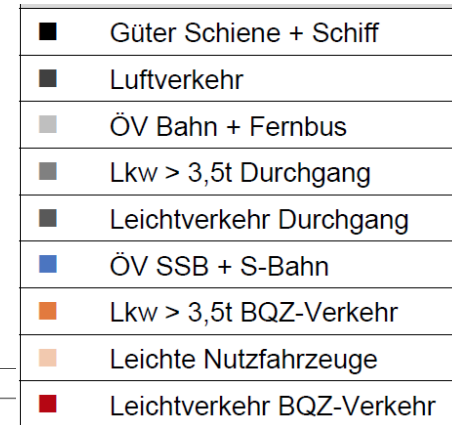 Güter Schiene + Schiff
Luftverkehr
ÖV Bahn + Fernbus
Lkw > 3,5t Durchgang
Leichtverkehr Durchgang
ÖV SSB + S-Bahn
Lkw > 3,5t BQZ-Verkehr
Leichte Nutzfahrzeuge
Leichtverkehr BQZ-Verkehr